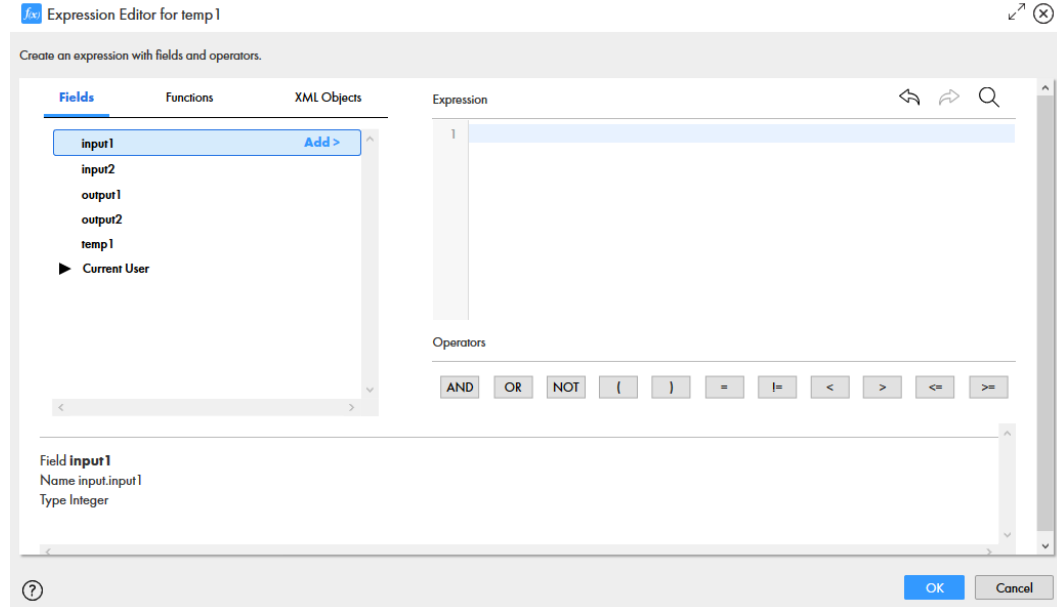 f(x) Expression Editor for temp1
Create an expression with fields and operators.
Fields Functions XML Objects
input1 Add >
input2
output1
output2
temp1
Current User
Expression
1
Operators
AND OR NOT ( ) = != < > <= >=
Field input1
Name input.input1
Type Integer
?
OK Cancel